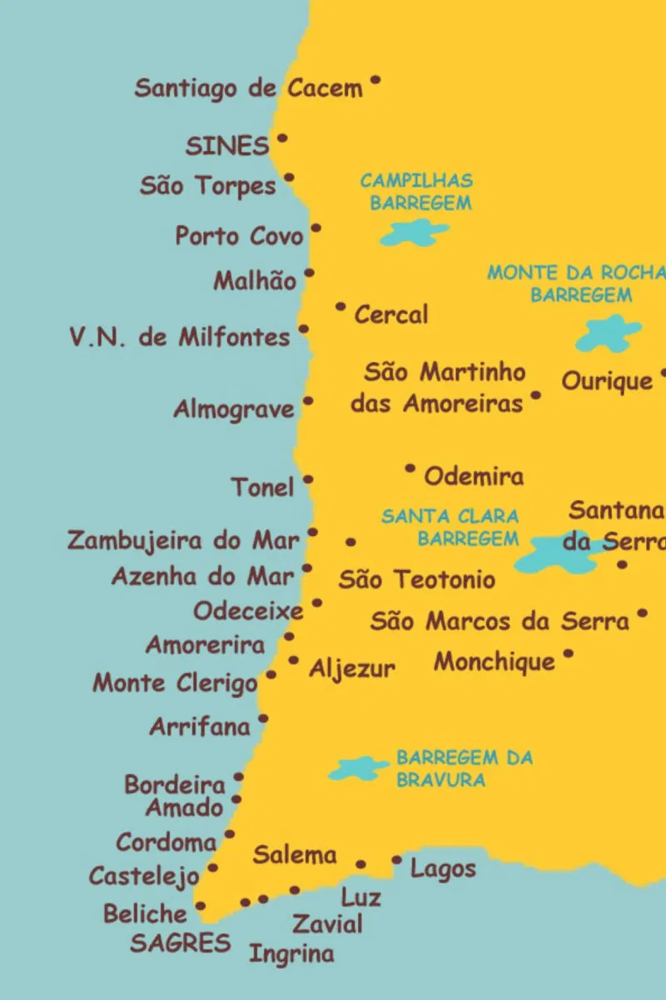 Santiago de Cacem
SINES
São Torpes
CAMPILHAS
BARREGEM
Porto Covo
MONTE DA ROCHA
BARREGEM
Malhão
Cercal
V.N. de Milfontes
São Martinho
das Amoreiras
Ourique
Almograve
Odemira
Tonel
SANTA CLARA
BARREGEM
Santana
da Serra
Zambujeira do Mar
Azenha do Mar
São Teotonio
Odeceixe
São Marcos da Serra
Amorerira
Aljezur
Monchique
Monte Clerigo
Arrifana
BARREGEM DA
BRAVURA
Bordeira
Amado
Cordoma
Salema
Lagos
Castelejo
Luz
Beliche
Zavial
SAGRES
Ingrina